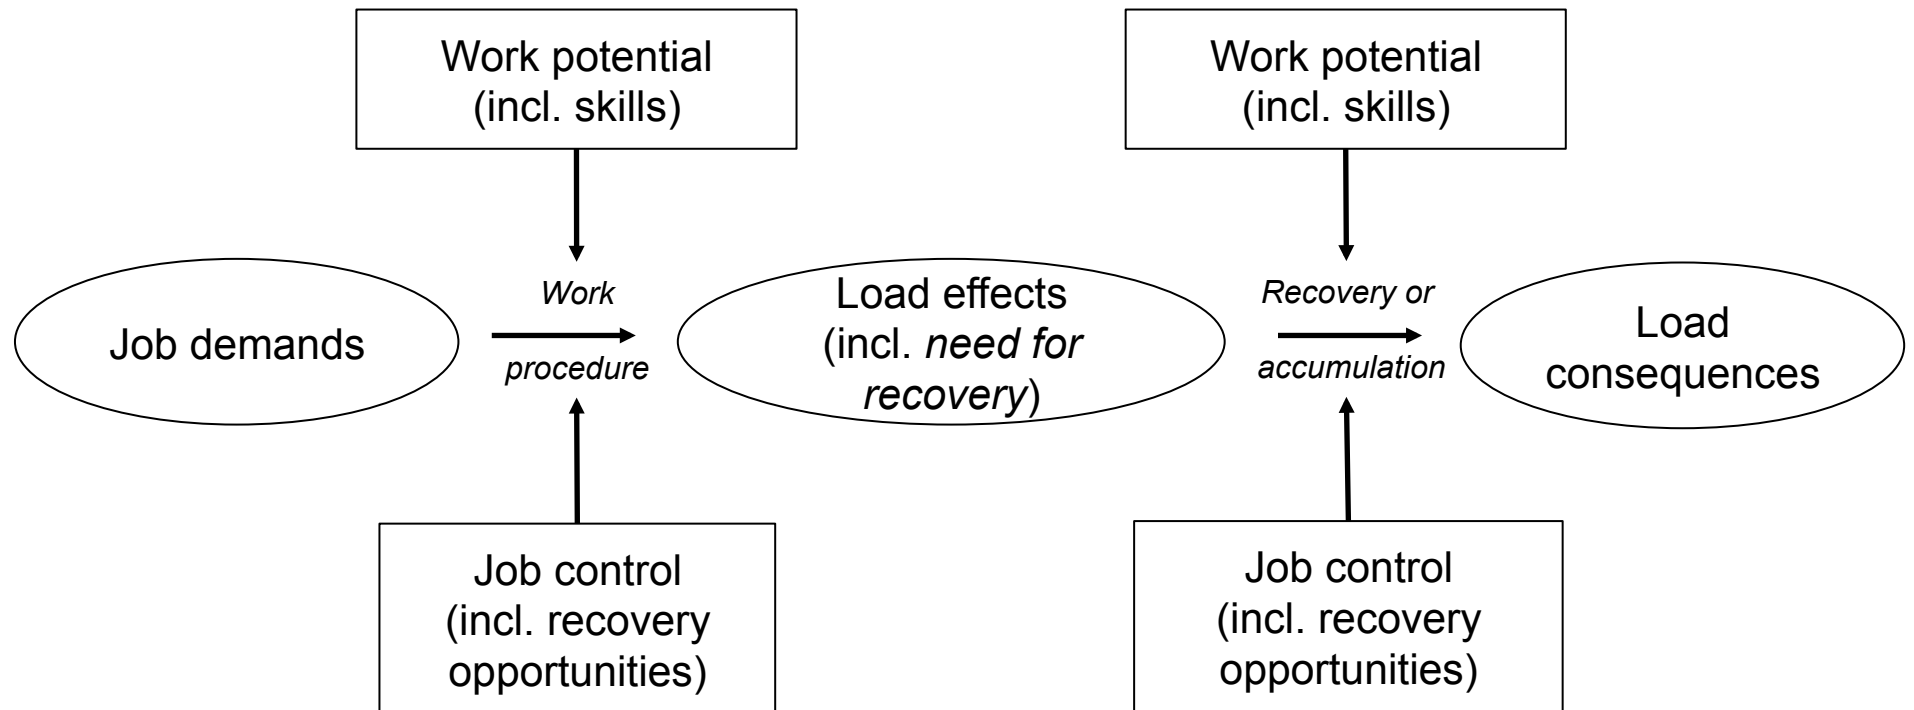 Work potential
(incl. skills)
Work potential
(incl. skills)
Job demands
Work
procedure
Load effects
(incl. need for
recovery)
Recovery or
accumulation
Load
consequences
Job control
(incl. recovery
opportunities)
Job control
(incl. recovery
opportunities)